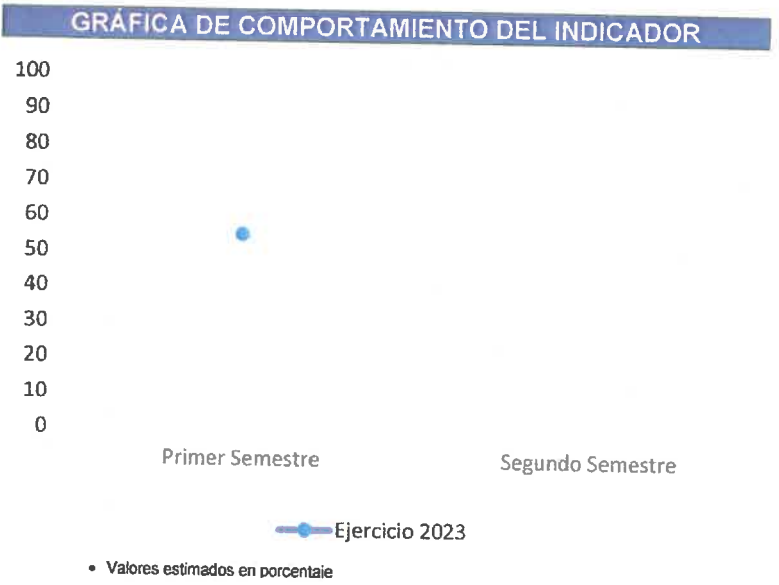 GRÁFICA DE COMPORTAMIENTO DEL INDICADOR
100
90
80
70
60
50
40
30
20
10
0
Primer Semestre
Segundo Semestre
Ejercicio 2023
• Valores estimados en porcentaje